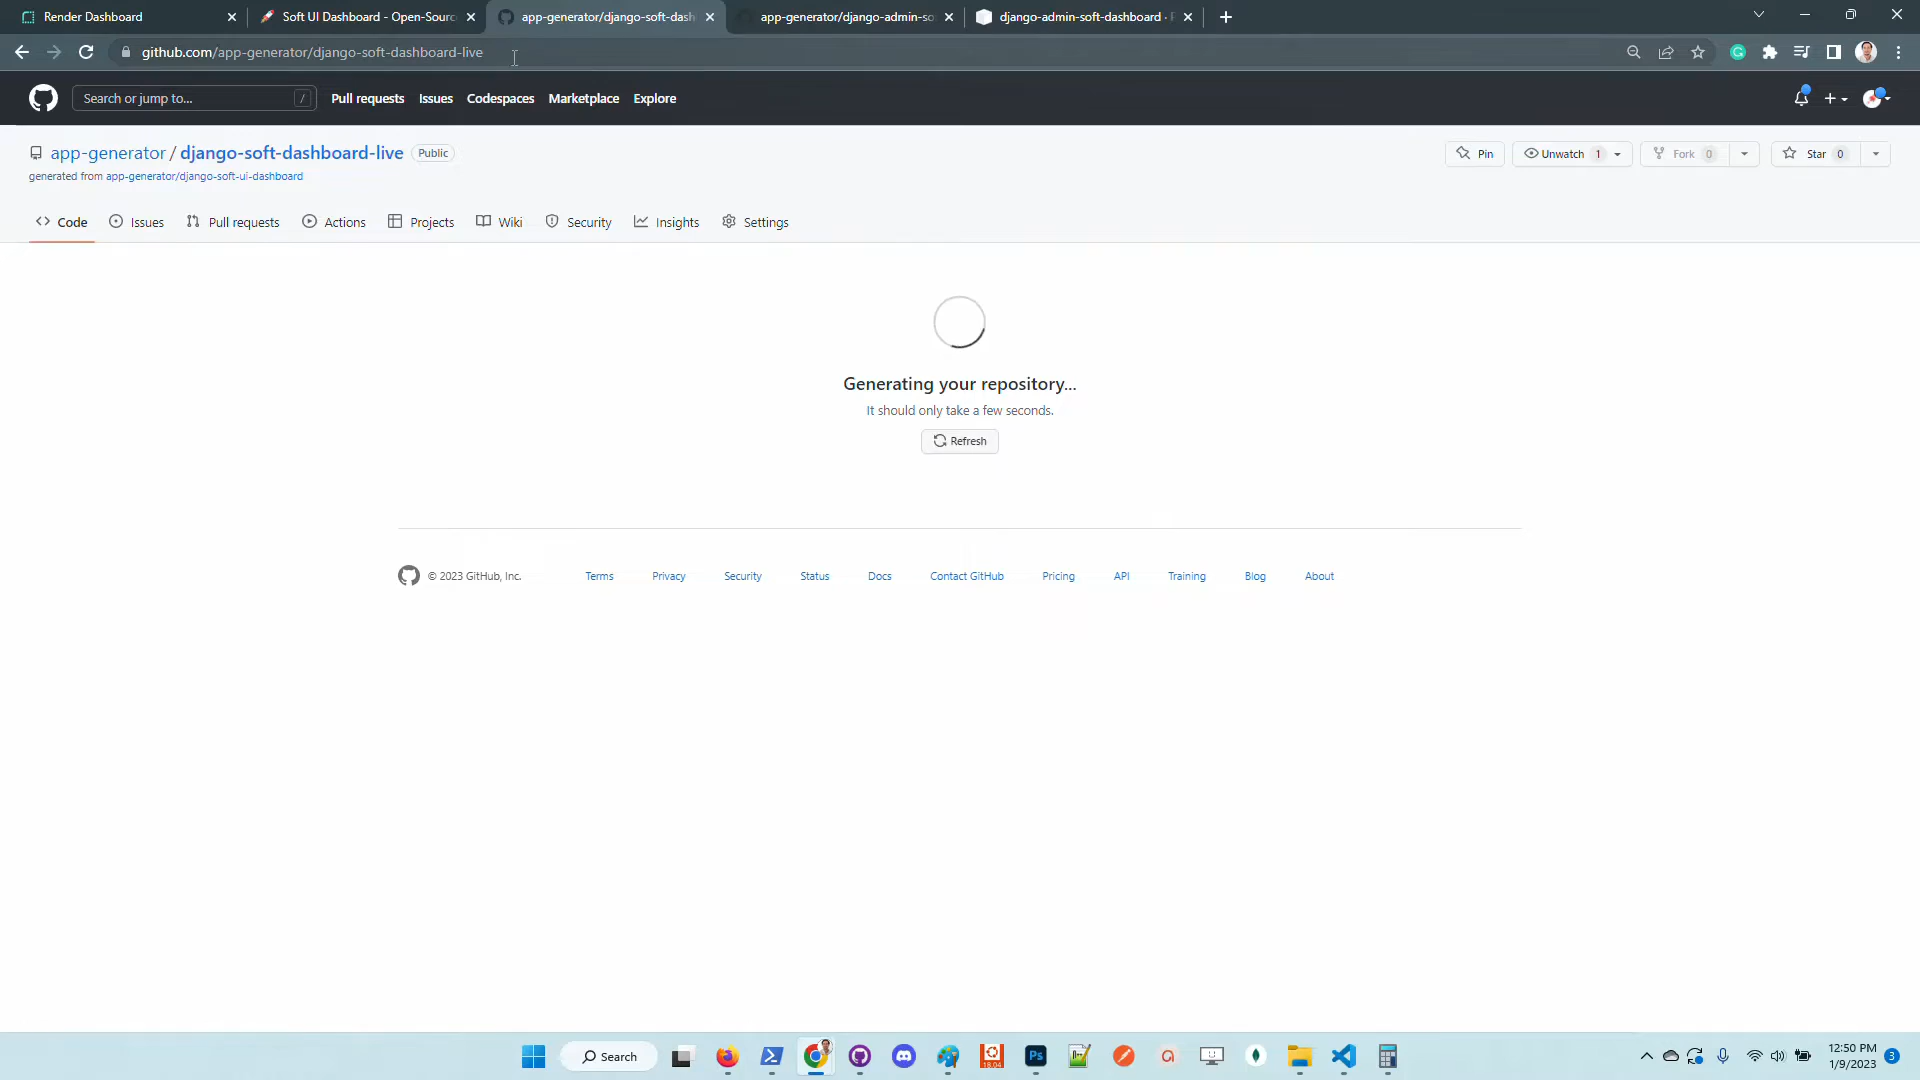 Render Dashboard
Soft UI Dashboard - Open-Sourc
app-generator/django-soft-dash
app-generator/django-admin-so
django-admin-soft-dashboard ·
github.com/app-generator/django-soft-dashboard-live
Search or jump to...
/
Pull requests
Issues
Codespaces
Marketplace
Explore
app-generator / django-soft-dashboard-live
Public
Pin
Unwatch 1
Fork 0
Star 0
generated from app-generator/django-soft-ui-dashboard
Code
Issues
Pull requests
Actions
Projects
Wiki
Security
Insights
Settings
Generating your repository...
It should only take a few seconds.
Refresh
© 2023 GitHub, Inc.
Terms
Privacy
Security
Status
Docs
Contact GitHub
Pricing
API
Training
Blog
About
Search
Ps
18.04
12:50 PM
1/9/2023
3